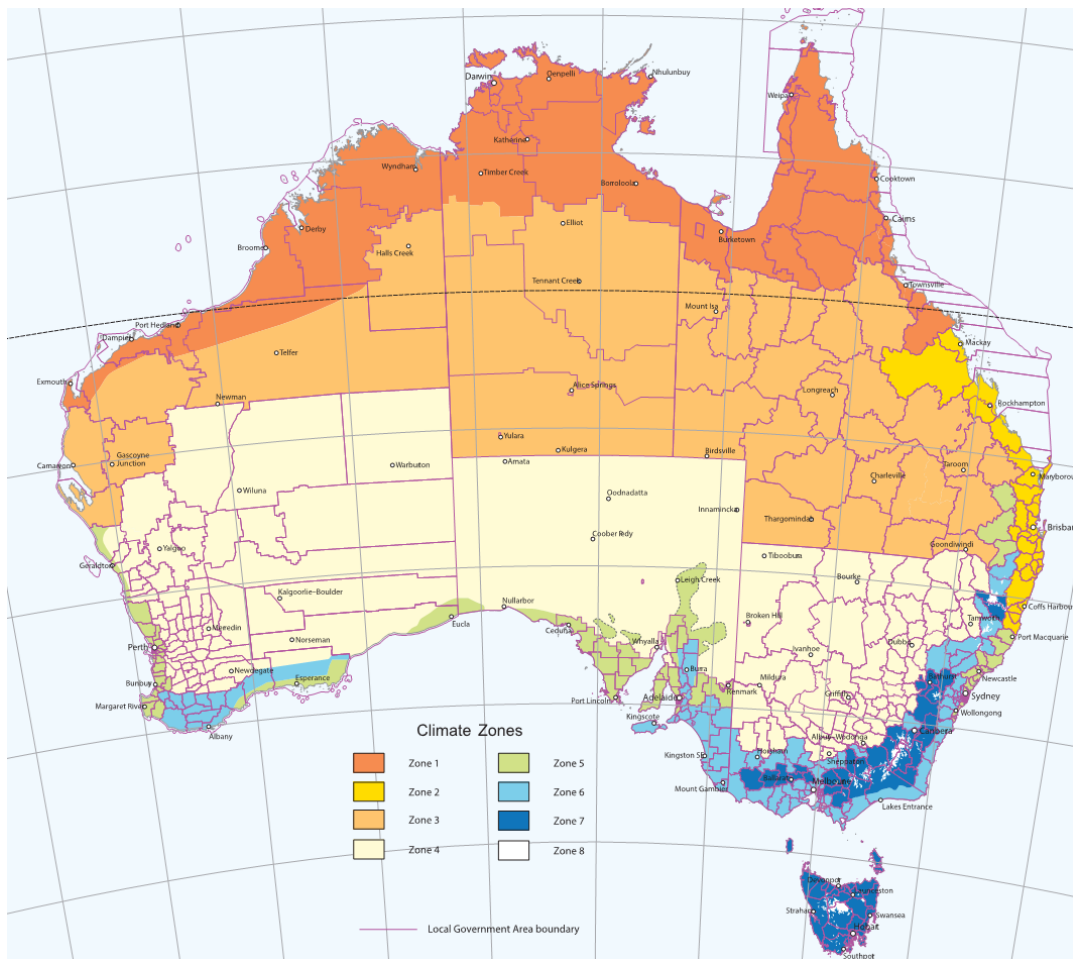 Darwin
Oenpelli
Nhulunbuy
Weipa
Katherine
Wyndham
Timber Creek
Borroloola
Cooktown
Elliot
Cairns
Derby
Broome
Halls Creek
Burketown
Tennant Creek
Townsville
Mount Isa
Port Hedland
Dampier
Mackay
Telfer
Exmouth
Alice Springs
Longreach
Newman
Rockhampton
Yulara
Kulgera
Birdsville
Gascoyne
Junction
Carnarvon
Amata
Warburton
Taroom
Charleville
Maryborou
Wiluna
Oodnadatta
Innamincka
Thargomindah
Brisban
Coober Pedy
Yalgoo
Goondiwindi
Tibooburra
Geraldton
Leigh Creek
Bourke
Kalgoorlie-Boulder
Nullarbor
Coffs Harbour
Eucla
Broken Hill
Tamworth
Merredin
Ceduna
Port Macquarie
Norseman
Whyalla
Dubbo
Perth
Ivanhoe
Newdegate
Burra
Bunbury
Esperance
Renmark
Mildura
Bathurst
Newcastle
Margaret River
Port Lincoln
Adelaide
Griffith
Sydney
Albany
Kingscote
Wollongong
Climate Zones
Canberra
Albury-Wodonga
Horsham
Kingston SE
Shepparton
Zone 1
Zone 5
Ballarat
Melbourne
Mount Gambier
Zone 2
Zone 6
Lakes Entrance
Zone 3
Zone 7
Zone 4
Zone 8
Devonport
Launceston
Strahan
Swansea
Local Government Area boundary
Hobart
Southport